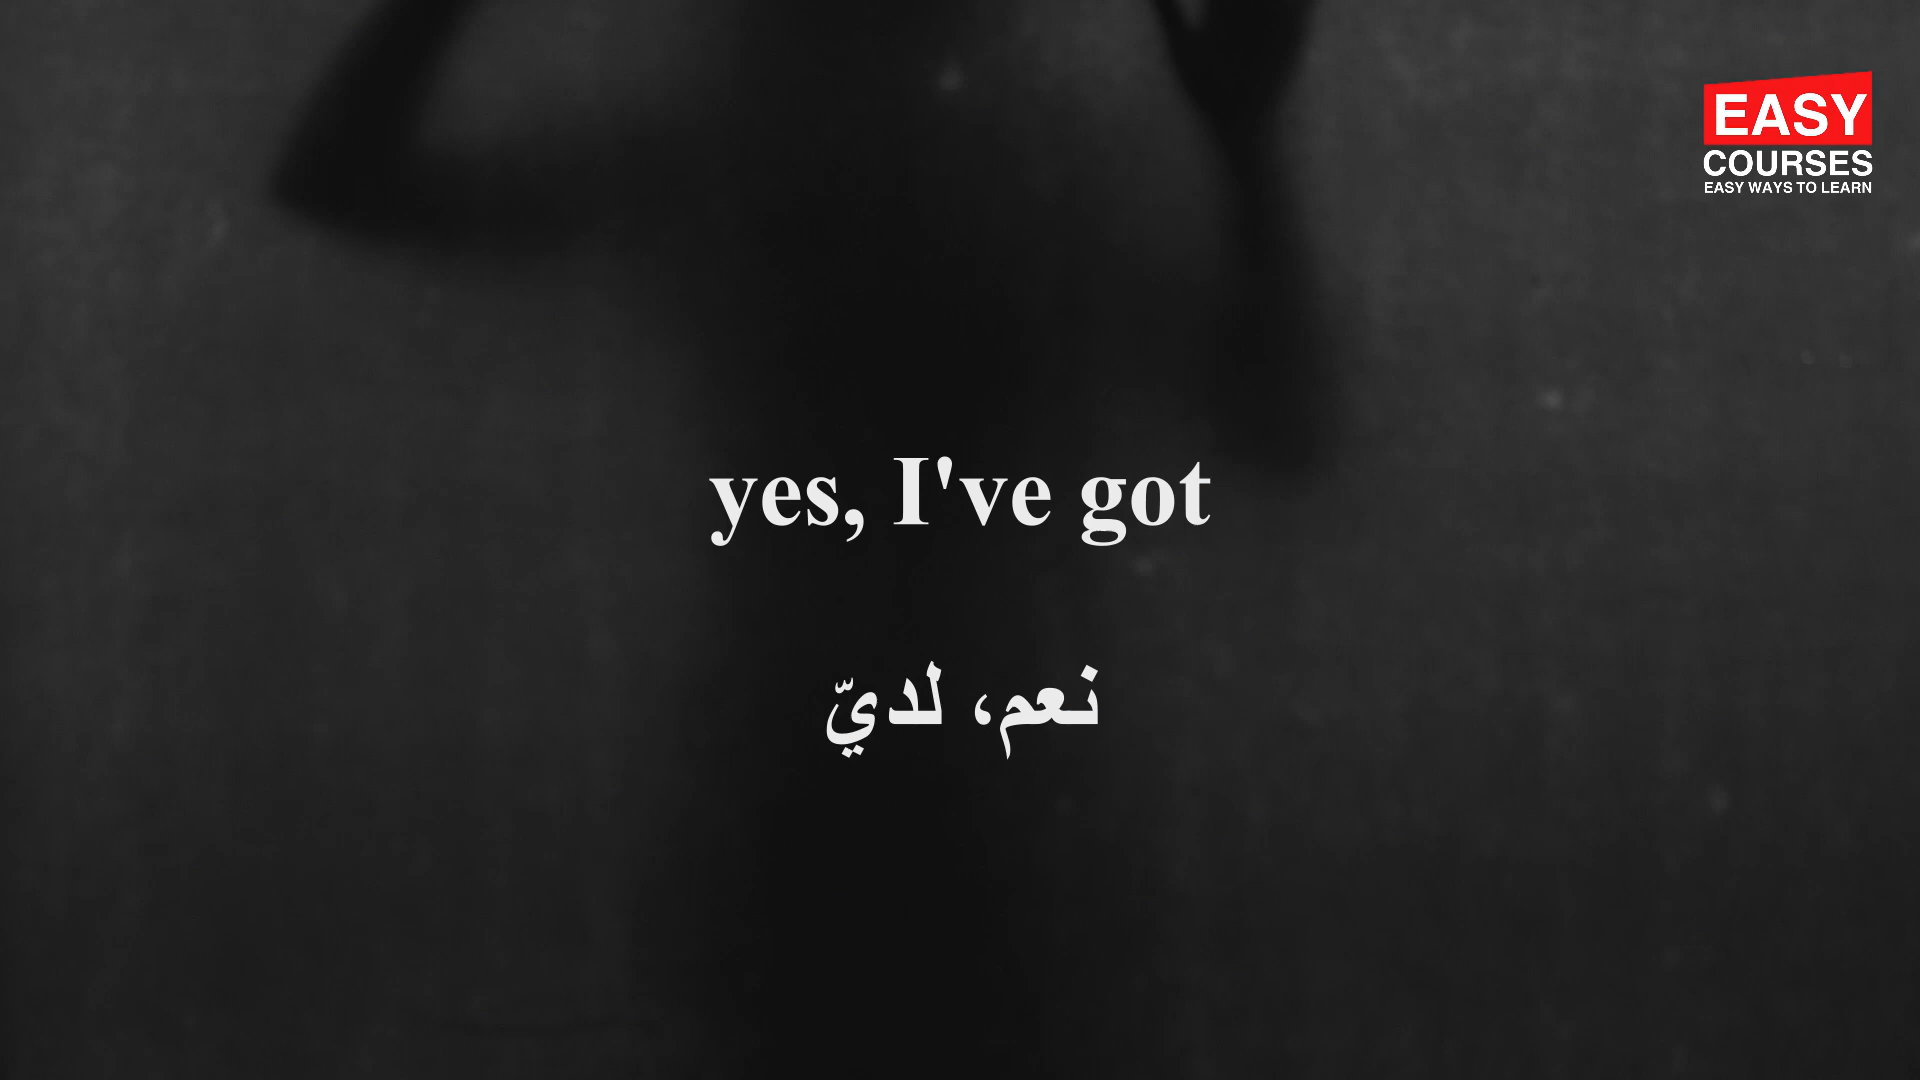 EASY
COURSES
EASY WAYS TO LEARN
yes, I've got
نعم، لديّ